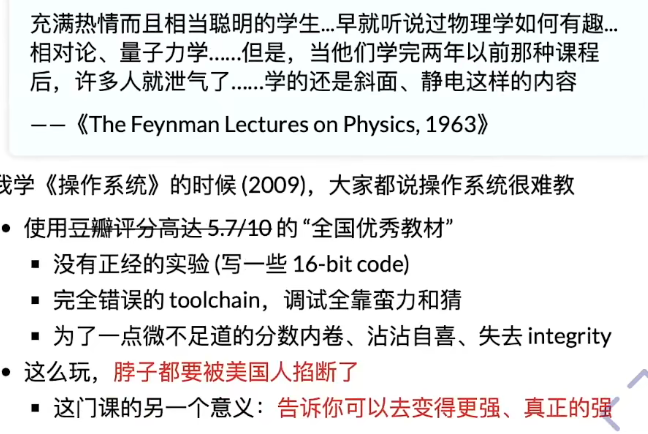 充满热情而且相当聪明的学生...早就听说过物理学如何有趣...
相对论、量子力学……但是，当他们学完两年以前那种课程
后，许多人就泄气了……学的还是斜面、静电这样的内容
——《The Feynman Lectures on Physics, 1963》
我学《操作系统》的时候 (2009)，大家都说操作系统很难教
• 使用豆瓣评分高达 5.7/10 的 “全国优秀教材”
▪ 没有正经的实验 (写一些 16-bit code)
▪ 完全错误的 toolchain，调试全靠蛮力和猜
▪ 为了一点微不足道的分数内卷、沾沾自喜、失去 integrity
• 这么玩，脖子都要被美国人掐断了
▪ 这门课的另一个意义：告诉你可以去变得更强、真正的强